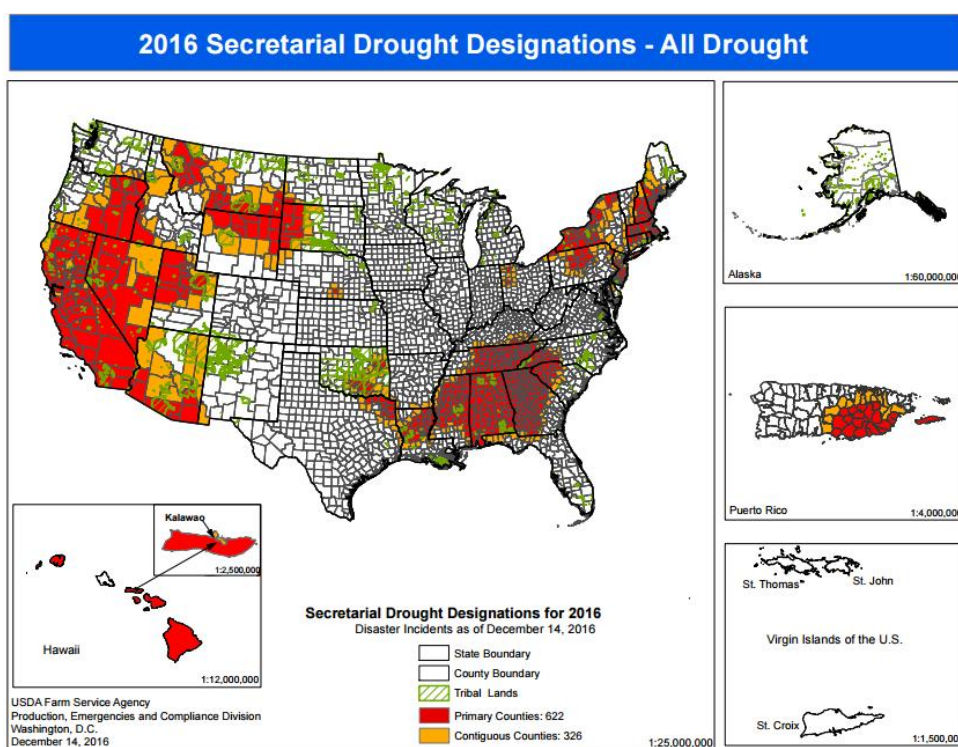 2016 Secretarial Drought Designations - All Drought
Alaska
1:60,000,000
Puerto Rico
1:4,000,000
Kalawao
1:2,500,000
Hawaii
1:12,000,000
St. Thomas
St. John
Virgin Islands of the U.S.
St. Croix
1:1,500,000
Secretarial Drought Designations for 2016
Disaster Incidents as of December 14, 2016
State Boundary
County Boundary
Tribal Lands
Primary Counties: 622
Contiguous Counties: 326
USDA Farm Service Agency
Production, Emergencies and Compliance Division
Washington, D.C.
December 14, 2016
1:25,000,000